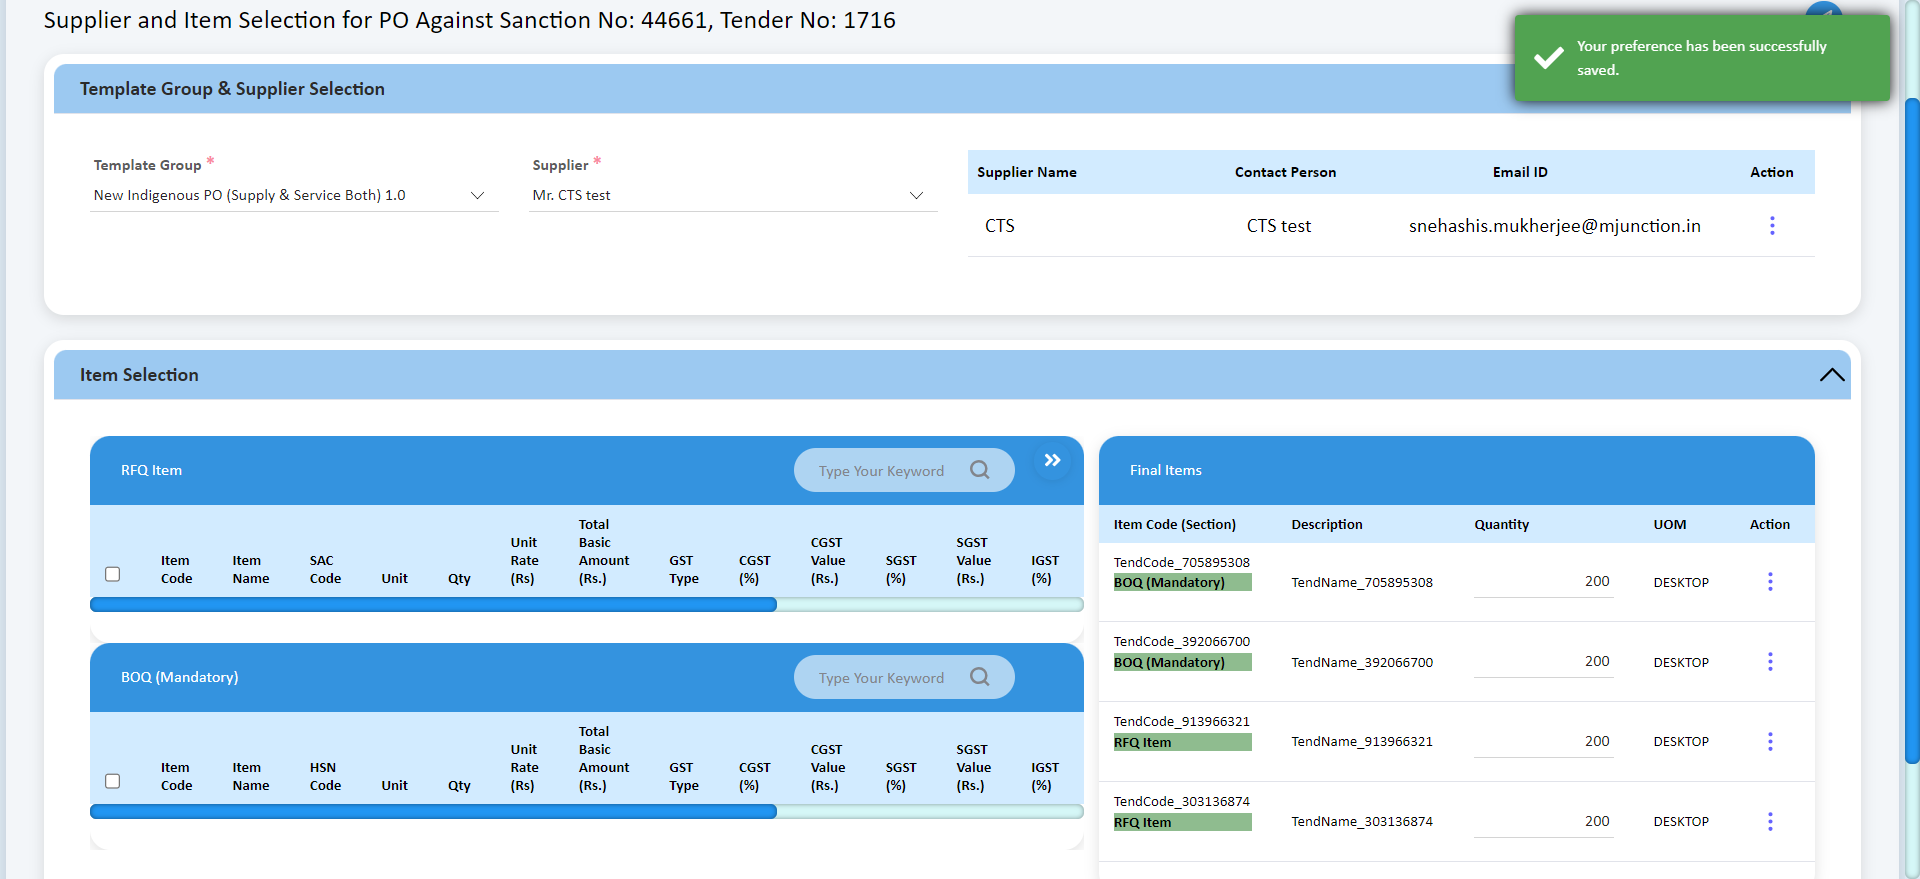 Supplier and Item Selection for PO Against Sanction No: 44661, Tender No: 1716
Your preference has been successfully
saved.
Template Group & Supplier Selection
Template Group *
New Indigenous PO (Supply & Service Both) 1.0
Supplier *
Mr. CTS test
Supplier Name Contact Person Email ID Action
CTS CTS test snehashis.mukherjee@mjunction.in
Item Selection
RFQ Item
Type Your Keyword
Item Code Item Name SAC Code Unit Qty Unit Rate (Rs) Total Basic Amount (Rs.) GST Type CGST (%) CGST Value (Rs.) SGST (%) SGST Value (Rs.) IGST (%)
BOQ (Mandatory)
Type Your Keyword
Item Code Item Name HSN Code Unit Qty Unit Rate (Rs) Total Basic Amount (Rs.) GST Type CGST (%) CGST Value (Rs.) SGST (%) SGST Value (Rs.) IGST (%)
Final Items
Item Code (Section) Description Quantity UOM Action
TendCode_705895308
BOQ (Mandatory) TendName_705895308 200 DESKTOP
TendCode_392066700
BOQ (Mandatory) TendName_392066700 200 DESKTOP
TendCode_913966321
RFQ Item TendName_913966321 200 DESKTOP
TendCode_303136874
RFQ Item TendName_303136874 200 DESKTOP